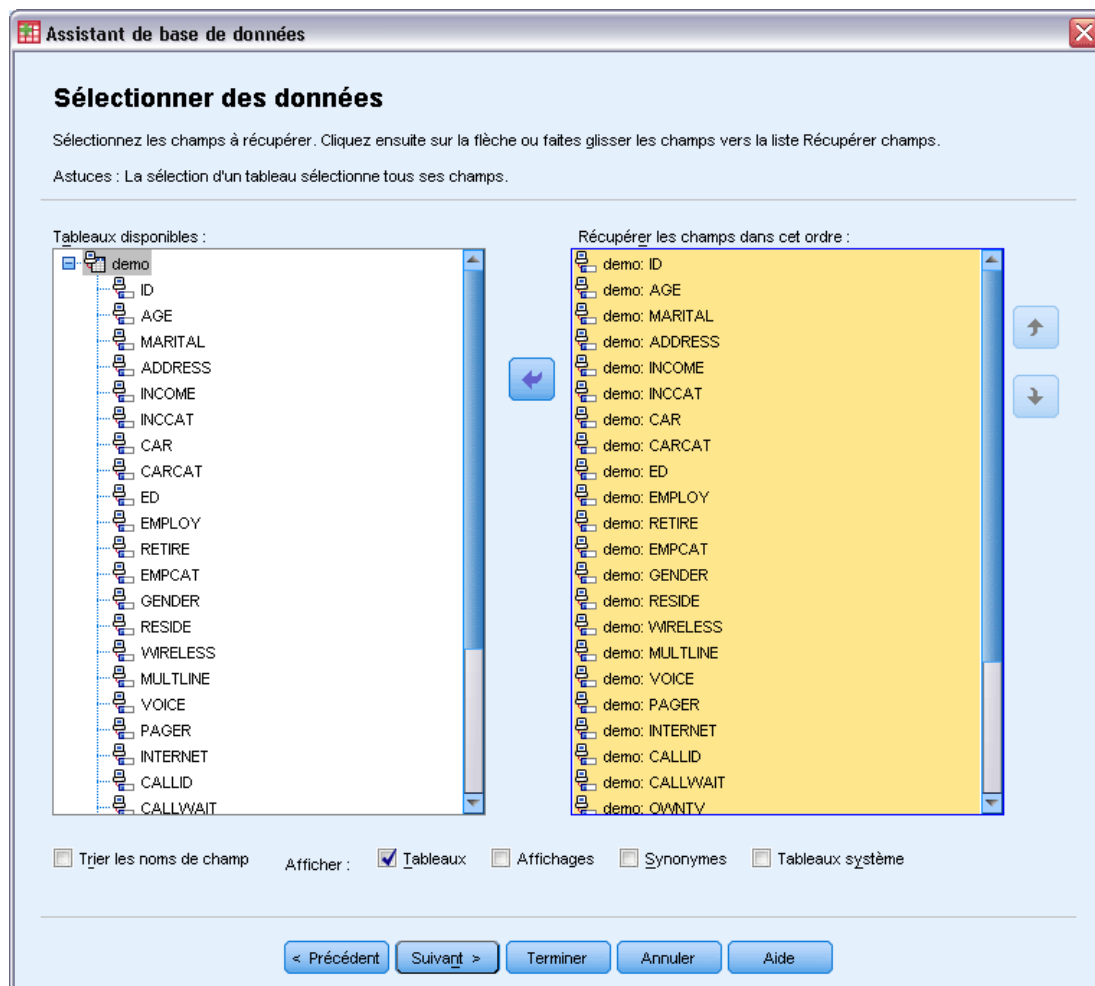 Assistant de base de données
Sélectionner des données
Sélectionnez les champs à récupérer. Cliquez ensuite sur la flèche ou faites glisser les champs vers la liste Récupérer champs.
Astuces : La sélection d'un tableau sélectionne tous ses champs.
Tableaux disponibles :
demo
ID
AGE
MARITAL
ADDRESS
INCOME
INCCAT
CAR
CARCAT
ED
EMPLOY
RETIRE
EMPCAT
GENDER
RESIDE
WIRELESS
MULTLINE
VOICE
PAGER
INTERNET
CALLID
CALLWAIT
Récupérer les champs dans cet ordre :
demo: ID
demo: AGE
demo: MARITAL
demo: ADDRESS
demo: INCOME
demo: INCCAT
demo: CAR
demo: CARCAT
demo: ED
demo: EMPLOY
demo: RETIRE
demo: EMPCAT
demo: GENDER
demo: RESIDE
demo: WIRELESS
demo: MULTLINE
demo: VOICE
demo: PAGER
demo: INTERNET
demo: CALLID
demo: CALLWAIT
demo: OWNTV
Trier les noms de champ
Afficher :
Tableaux
Affichages
Synonymes
Tableaux système
< Précédent
Suivant >
Terminer
Annuler
Aide